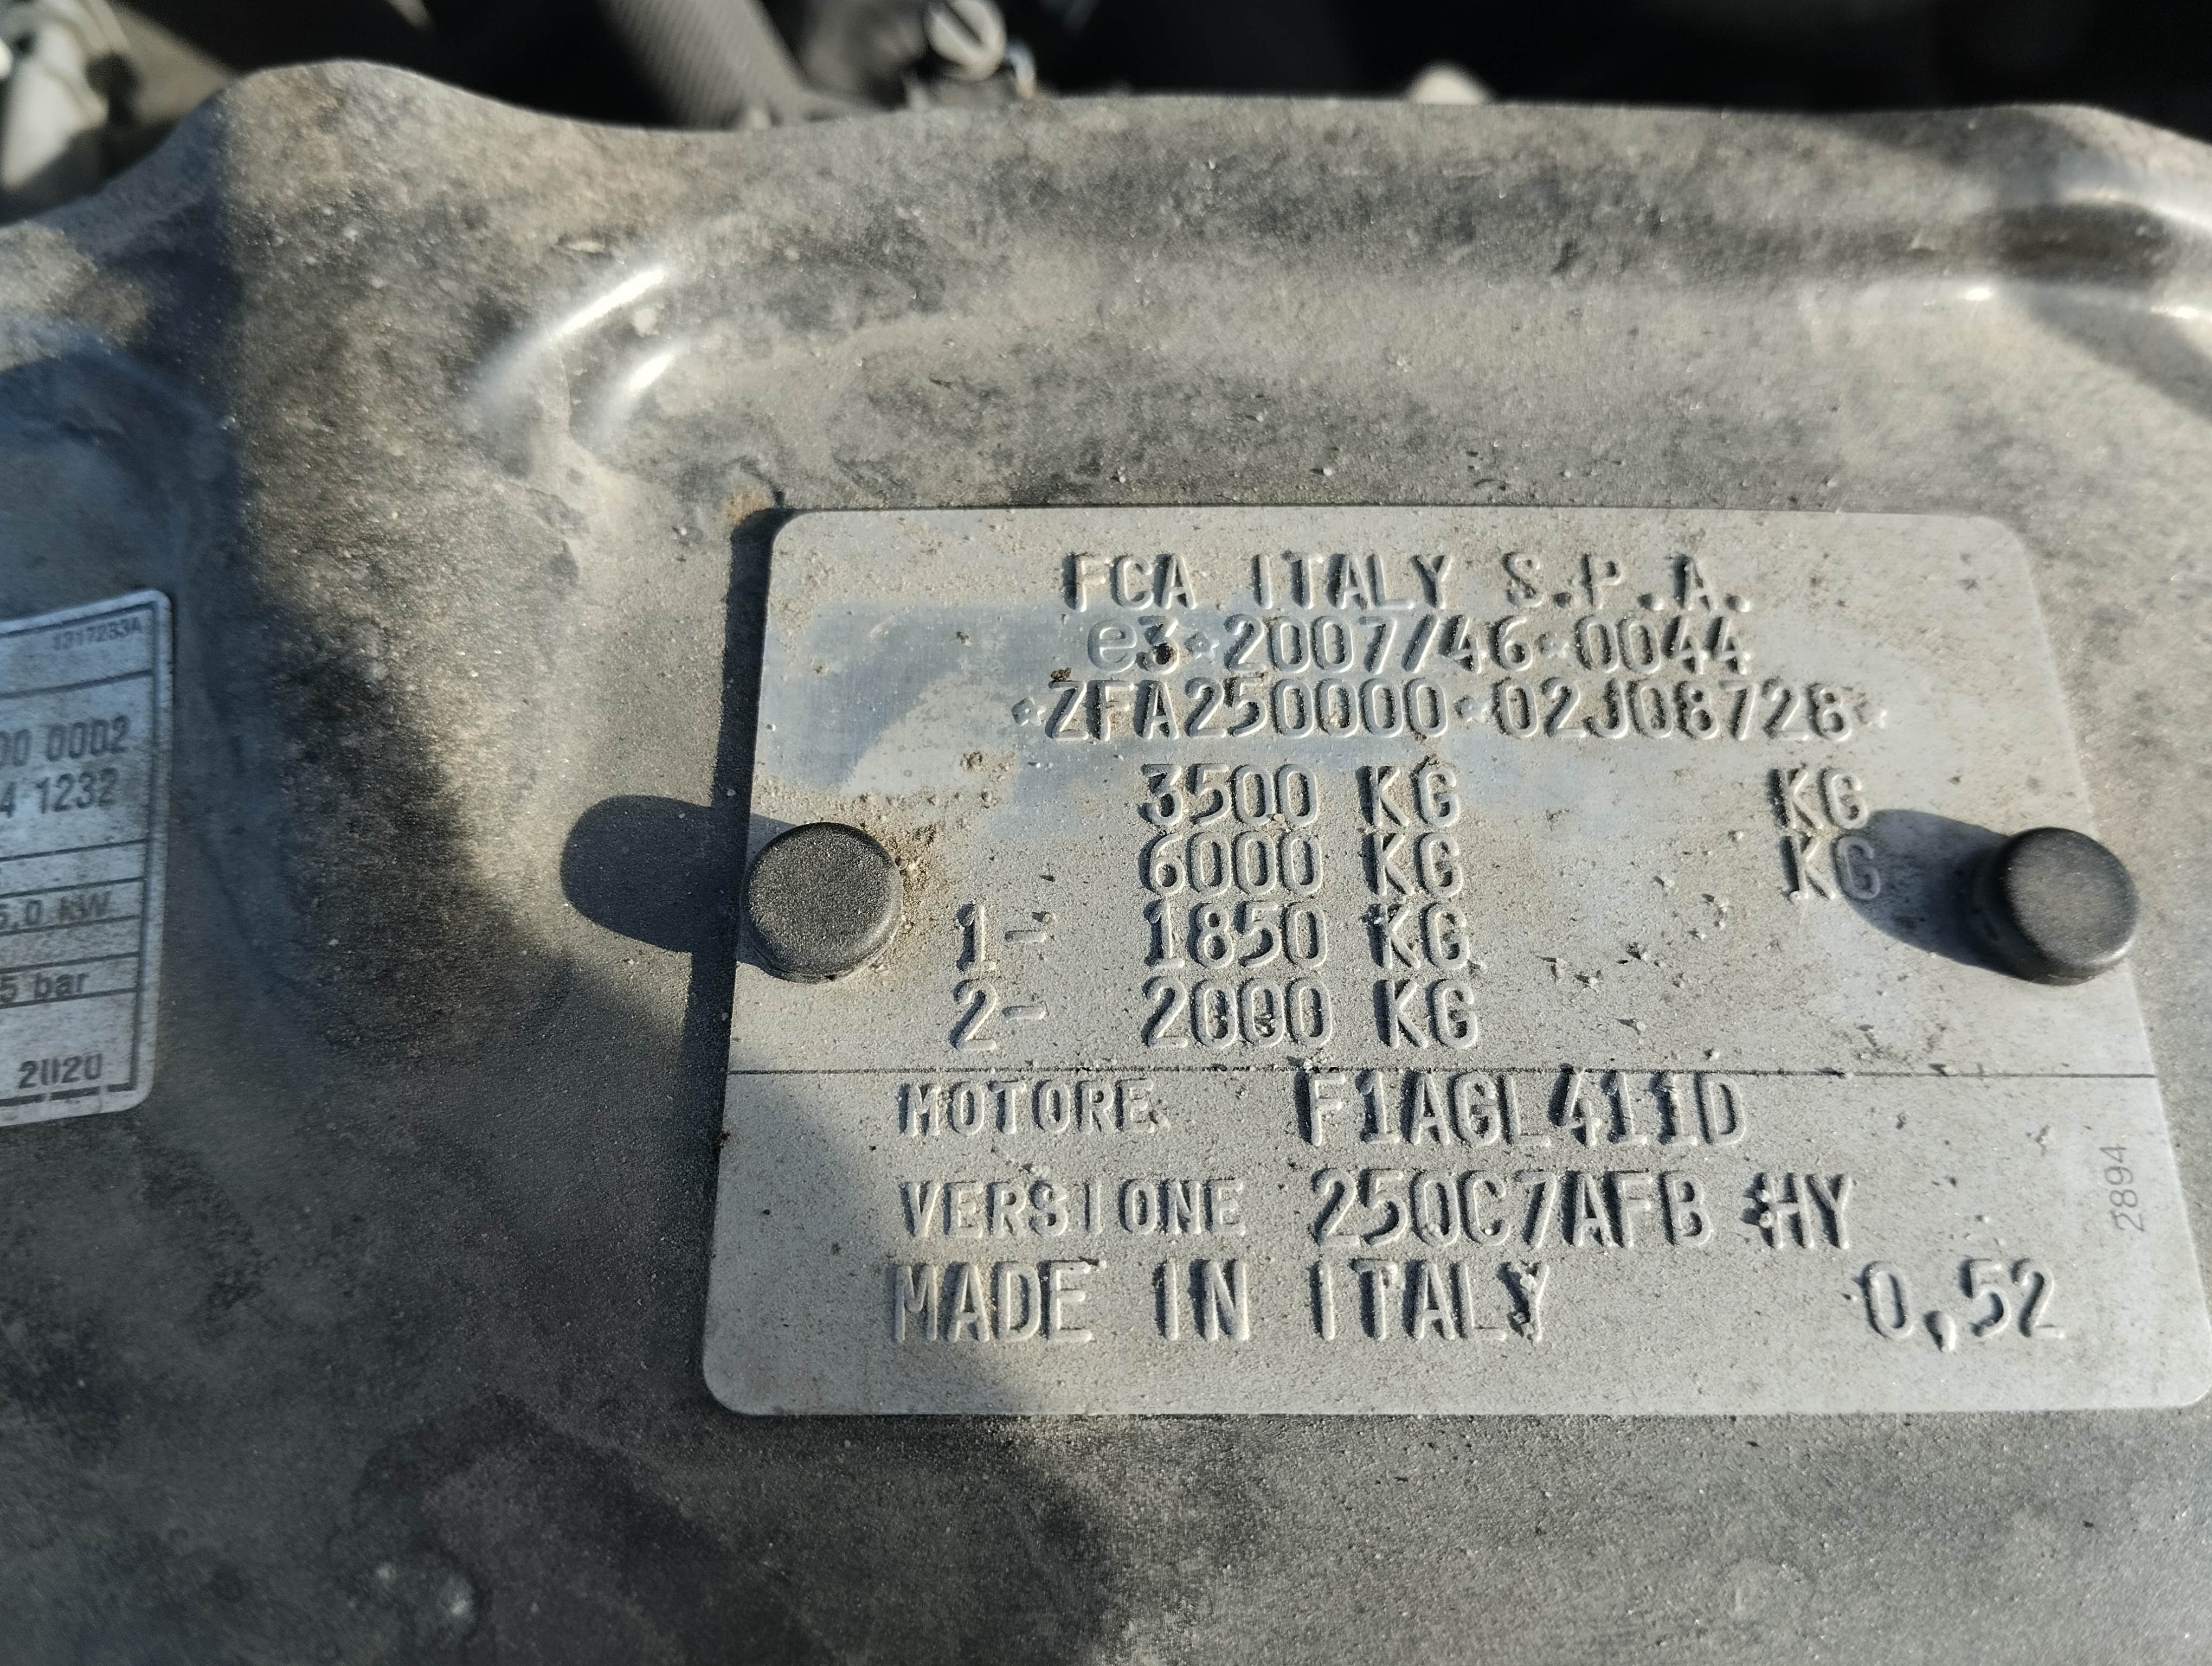 1317283A
00 0002
4 1232
5,0 kW
5 bar
2020
FCA ITALY S.P.A.
e3*2007/46*0044
*ZFA250000*02J08728*
3500 KG KG
6000 KG KG
1- 1850 KG
2- 2000 KG
MOTORE F1AGL411D
VERSIONE 250C7AFB HY
MADE IN ITALY 0,52
2894